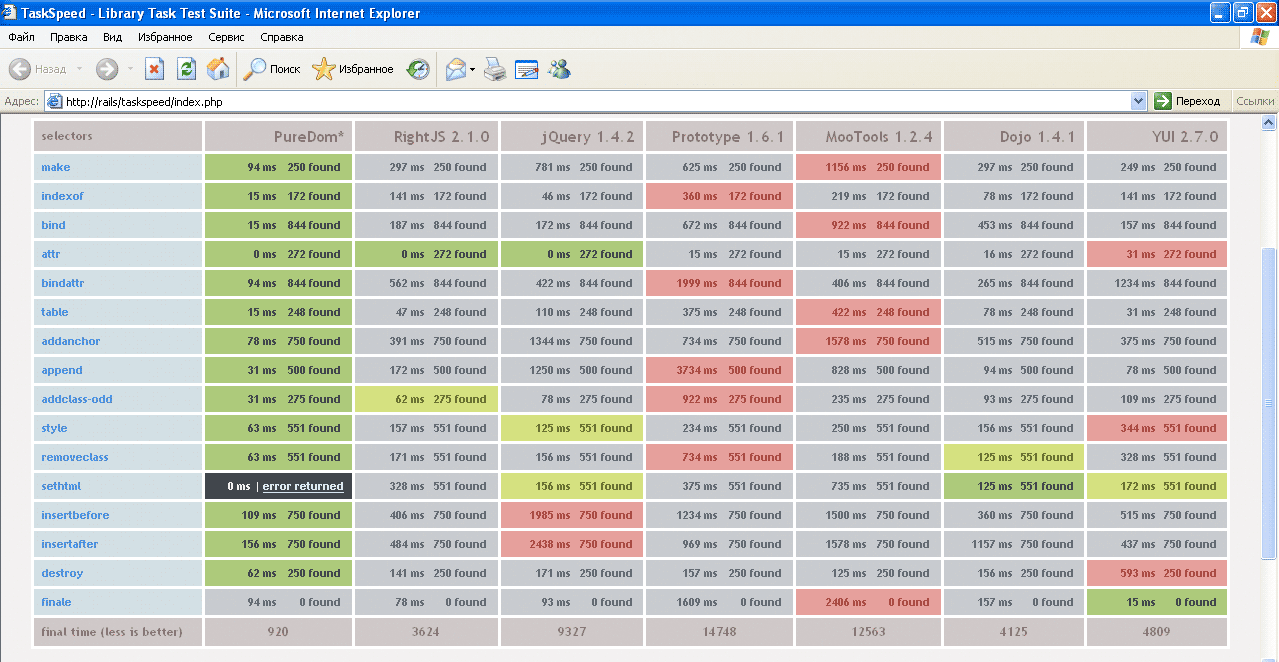 TaskSpeed - Library Task Test Suite - Microsoft Internet Explorer
Файл Правка Вид Избранное Сервис Справка
Назад Поиск Избранное
Адрес: http://rails/taskspeed/index.php Переход Ссылки
selectors PureDom* RightJS 2.1.0 jQuery 1.4.2 Prototype 1.6.1 MooTools 1.2.4 Dojo 1.4.1 YUI 2.7.0
make 94 ms 250 found 297 ms 250 found 781 ms 250 found 625 ms 250 found 1156 ms 250 found 297 ms 250 found 249 ms 250 found
indexof 15 ms 172 found 141 ms 172 found 46 ms 172 found 360 ms 172 found 219 ms 172 found 78 ms 172 found 141 ms 172 found
bind 15 ms 844 found 187 ms 844 found 172 ms 844 found 672 ms 844 found 922 ms 844 found 453 ms 844 found 157 ms 844 found
attr 0 ms 272 found 0 ms 272 found 0 ms 272 found 15 ms 272 found 15 ms 272 found 16 ms 272 found 31 ms 272 found
bindattr 94 ms 844 found 562 ms 844 found 422 ms 844 found 1999 ms 844 found 406 ms 844 found 265 ms 844 found 1234 ms 844 found
table 15 ms 248 found 47 ms 248 found 110 ms 248 found 375 ms 248 found 422 ms 248 found 78 ms 248 found 31 ms 248 found
addanchor 78 ms 750 found 391 ms 750 found 1344 ms 750 found 734 ms 750 found 1578 ms 750 found 515 ms 750 found 375 ms 750 found
append 31 ms 500 found 172 ms 500 found 1250 ms 500 found 3734 ms 500 found 828 ms 500 found 94 ms 500 found 78 ms 500 found
addclass-odd 31 ms 275 found 62 ms 275 found 78 ms 275 found 922 ms 275 found 235 ms 275 found 93 ms 275 found 109 ms 275 found
style 63 ms 551 found 157 ms 551 found 125 ms 551 found 234 ms 551 found 250 ms 551 found 156 ms 551 found 344 ms 551 found
removeclass 63 ms 551 found 171 ms 551 found 156 ms 551 found 734 ms 551 found 188 ms 551 found 125 ms 551 found 328 ms 551 found
sethtml 0 ms | error returned 328 ms 551 found 156 ms 551 found 375 ms 551 found 735 ms 551 found 125 ms 551 found 172 ms 551 found
insertbefore 109 ms 750 found 406 ms 750 found 1985 ms 750 found 1234 ms 750 found 1500 ms 750 found 360 ms 750 found 515 ms 750 found
insertafter 156 ms 750 found 484 ms 750 found 2438 ms 750 found 969 ms 750 found 1578 ms 750 found 1157 ms 750 found 437 ms 750 found
destroy 62 ms 250 found 141 ms 250 found 171 ms 250 found 157 ms 250 found 125 ms 250 found 156 ms 250 found 593 ms 250 found
finale 94 ms 0 found 78 ms 0 found 93 ms 0 found 1609 ms 0 found 2406 ms 0 found 157 ms 0 found 15 ms 0 found
final time (less is better) 920 3624 9327 14748 12563 4125 4809